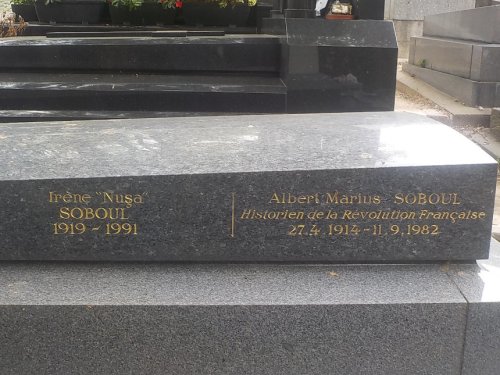 Irène "Nuşa"
SOBOUL
1919 - 1991
Albert Marius SOBOUL
Historien de la Révolution Française
27.4.1914-11.9.1982